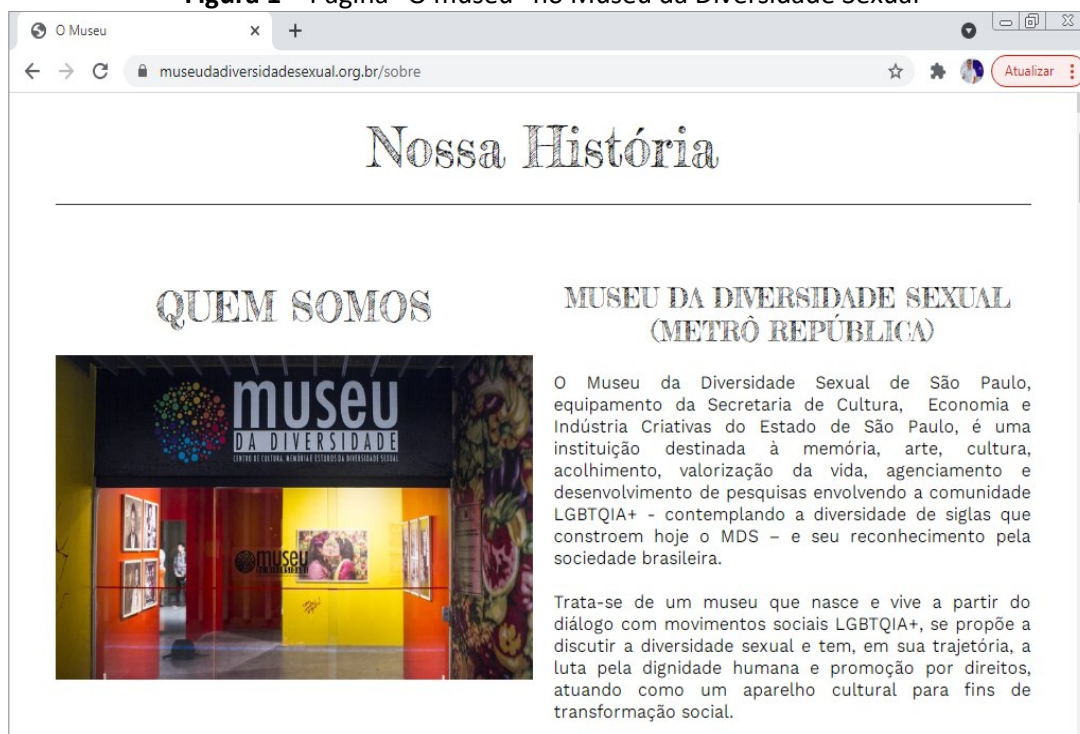 Figura 1 – Página "O museu" no Museu da Diversidade Sexual
O Museu
museudadiversidadesexual.org.br/sobre
Atualizar
Nossa História
QUEM SOMOS
museu
DA DIVERSIDADE
CENTRO DE CULTURA, MEMÓRIA E ESTUDOS DA DIVERSIDADE SEXUAL
museu
MUSEU DA DIVERSIDADE SEXUAL
(METRÔ REPÚBLICA)
O Museu da Diversidade Sexual de São Paulo,
equipamento da Secretaria de Cultura, Economia e
Indústria Criativas do Estado de São Paulo, é uma
instituição destinada à memória, arte, cultura,
acolhimento, valorização da vida, agenciamento e
desenvolvimento de pesquisas envolvendo a comunidade
LGBTQIA+ - contemplando a diversidade de siglas que
constroem hoje o MDS – e seu reconhecimento pela
sociedade brasileira.
Trata-se de um museu que nasce e vive a partir do
diálogo com movimentos sociais LGBTQIA+, se propõe a
discutir a diversidade sexual e tem, em sua trajetória, a
luta pela dignidade humana e promoção por direitos,
atuando como um aparelho cultural para fins de
transformação social.